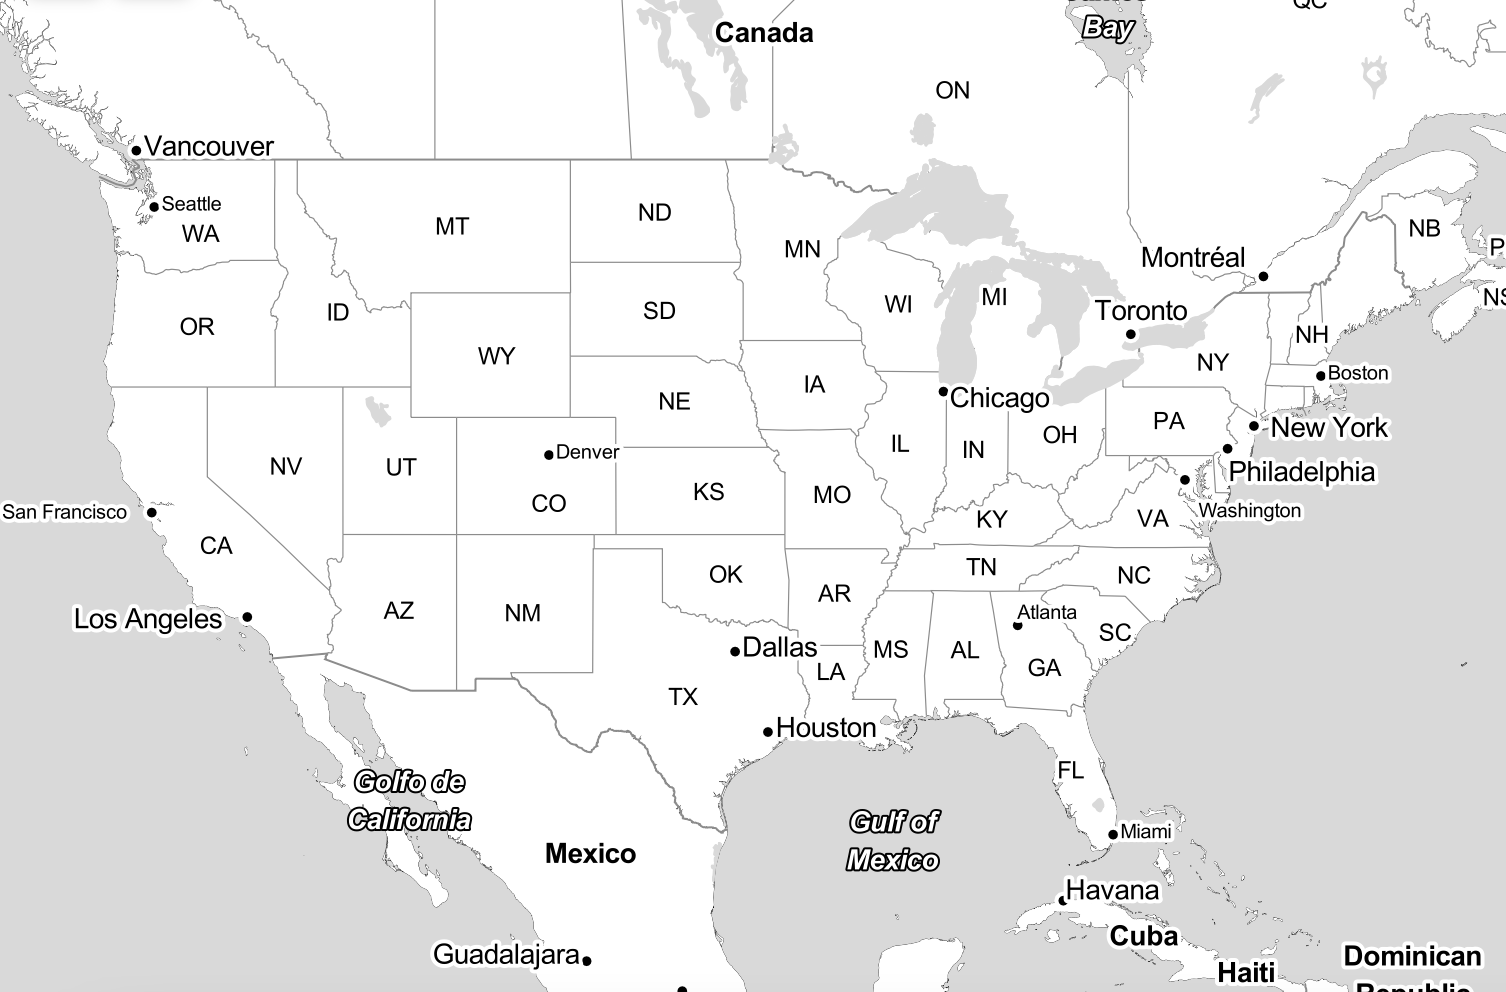 QC
Canada
Bay
ON
Vancouver
Seattle
WA
MT
ND
MN
NB
Montréal
P
NS
OR
ID
SD
WI
MI
Toronto
NH
WY
NY
Boston
IA
NE
Chicago
PA
New York
NV
UT
Denver
CO
KS
MO
IL
IN
OH
Philadelphia
San Francisco
CA
KY
VA
Washington
AZ
NM
OK
AR
TN
NC
Los Angeles
Dallas
LA
MS
AL
Atlanta
GA
SC
TX
Houston
FL
Golfo de
California
Gulf of
Mexico
Miami
Mexico
Havana
Cuba
Guadalajara
Haiti
Dominican
Republic